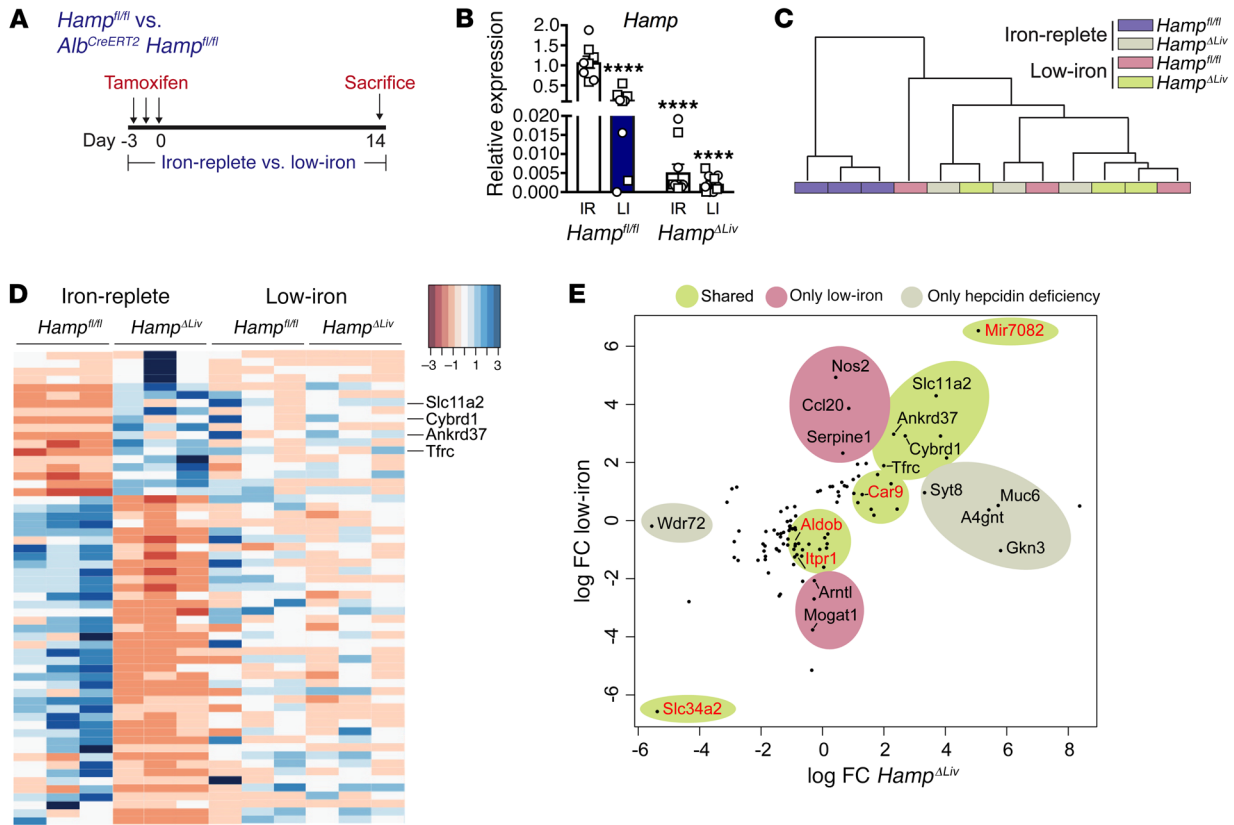 A
Hamp^fl/fl vs.
Alb^CreERT2 Hamp^fl/fl
Tamoxifen
Sacrifice
Day -3 0 14
Iron-replete vs. low-iron
B
Hamp
Relative expression
2.0
1.5
1.0
0.5
0.020
0.015
0.010
0.005
0.000
****
****
****
IR LI IR LI
Hamp^fl/fl Hamp^ΔLiv
C
Iron-replete
Hamp^fl/fl
Hamp^ΔLiv
Low-iron
Hamp^fl/fl
Hamp^ΔLiv
D
Iron-replete Low-iron
Hamp^fl/fl Hamp^ΔLiv Hamp^fl/fl Hamp^ΔLiv
−3 −1 1 3
Slc11a2
Cybrd1
Ankrd37
Tfrc
E
Shared Only low-iron Only hepcidin deficiency
log FC low-iron
6
4
2
0
-2
-4
-6
Mir7082
Nos2
Slc11a2
Ccl20
Ankrd37
Serpine1
Cybrd1
Tfrc
Car9
Syt8
Muc6
A4gnt
Wdr72
Aldob
Gkn3
Itpr1
Arntl
Mogat1
Slc34a2
-6 -4 -2 0 2 4 6 8
log FC Hamp^ΔLiv